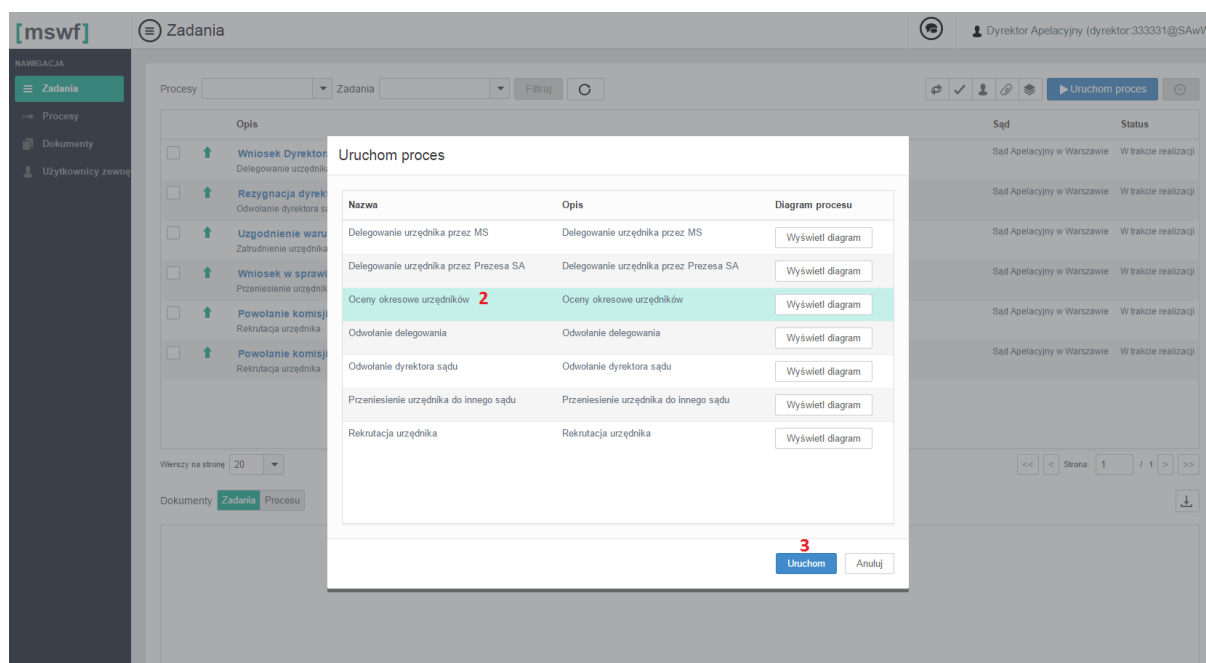 [mswf]
Zadania
Dyrektor Apelacyjny (dyrektor:333331@SAwW
NAWIGACJA
Zadania
Procesy
Dokumenty
Użytkownicy zewnę
Procesy Zadania Filtruj Uruchom proces
Opis Sąd Status
Wniosek Dyrektor Sąd Apelacyjny w Warszawie W trakcie realizacji
Delegowanie urzędnik
Rezygnacja dyrek Sąd Apelacyjny w Warszawie W trakcie realizacji
Odwołanie dyrektora s
Uzgodnienie waru Sąd Apelacyjny w Warszawie W trakcie realizacji
Zatrudnienie urzędnika
Wniosek w sprawi Sąd Apelacyjny w Warszawie W trakcie realizacji
Przeniesienie urzędnik
Powołanie komisji Sąd Apelacyjny w Warszawie W trakcie realizacji
Rekrutacja urzędnika
Powołanie komisji Sąd Apelacyjny w Warszawie W trakcie realizacji
Rekrutacja urzędnika
Wierszy na stronę 20 << < Strona: 1 / 1 > >>
Dokumenty Zadania Procesu
Uruchom proces
Nazwa Opis Diagram procesu
Delegowanie urzędnika przez MS Delegowanie urzędnika przez MS Wyświetl diagram
Delegowanie urzędnika przez Prezesa SA Delegowanie urzędnika przez Prezesa SA Wyświetl diagram
Oceny okresowe urzędników 2 Oceny okresowe urzędników Wyświetl diagram
Odwołanie delegowania Odwołanie delegowania Wyświetl diagram
Odwołanie dyrektora sądu Odwołanie dyrektora sądu Wyświetl diagram
Przeniesienie urzędnika do innego sądu Przeniesienie urzędnika do innego sądu Wyświetl diagram
Rekrutacja urzędnika Rekrutacja urzędnika Wyświetl diagram
3
Uruchom Anuluj